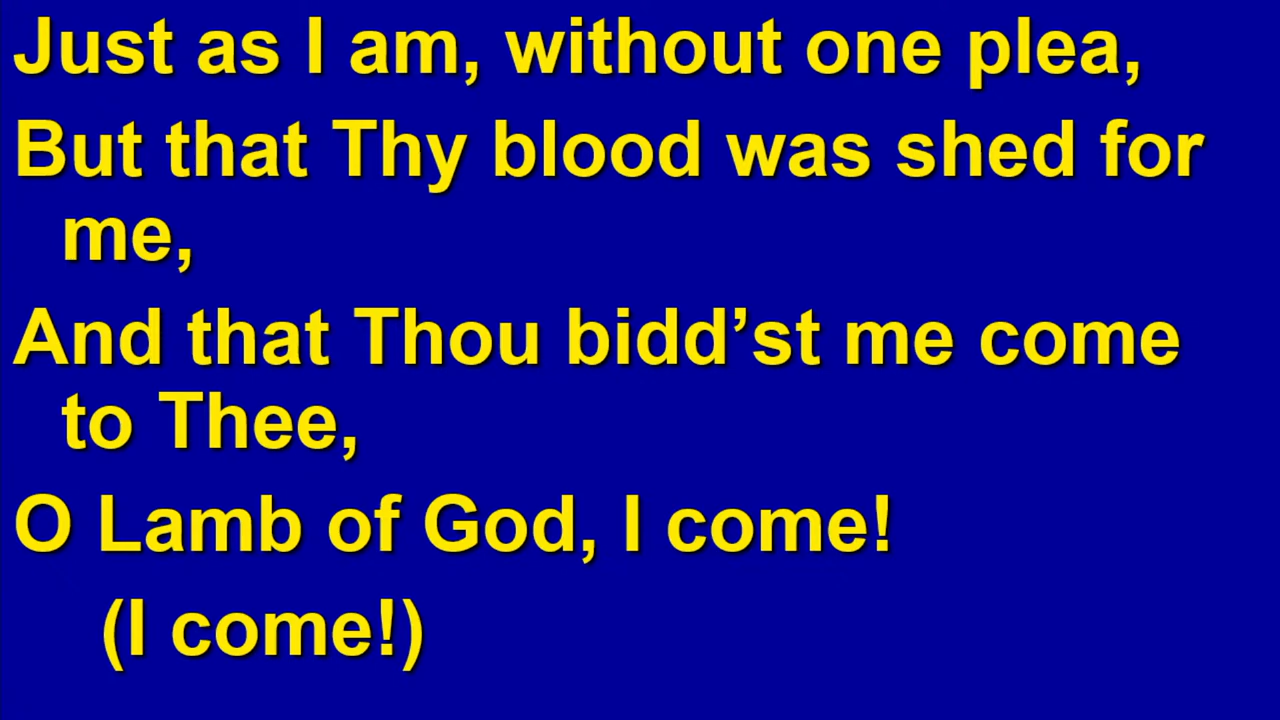 Just as I am, without one plea,
But that Thy blood was shed for
me,
And that Thou bidd’st me come
to Thee,
O Lamb of God, I come!
(I come!)